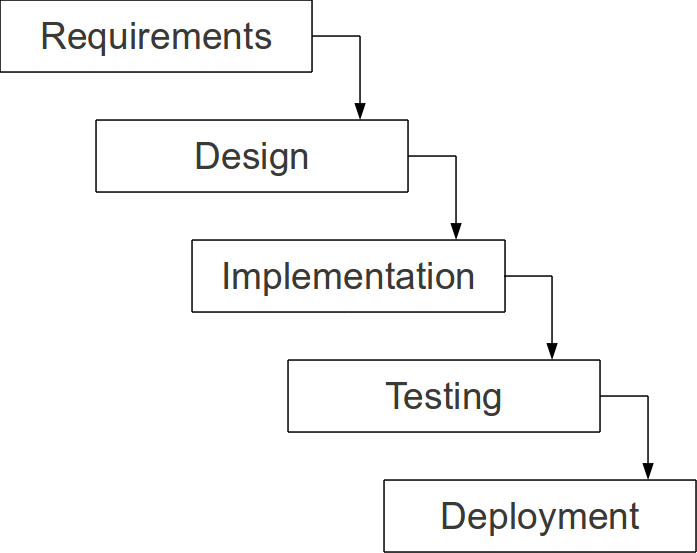 Requirements
Design
Implementation
Testing
Deployment